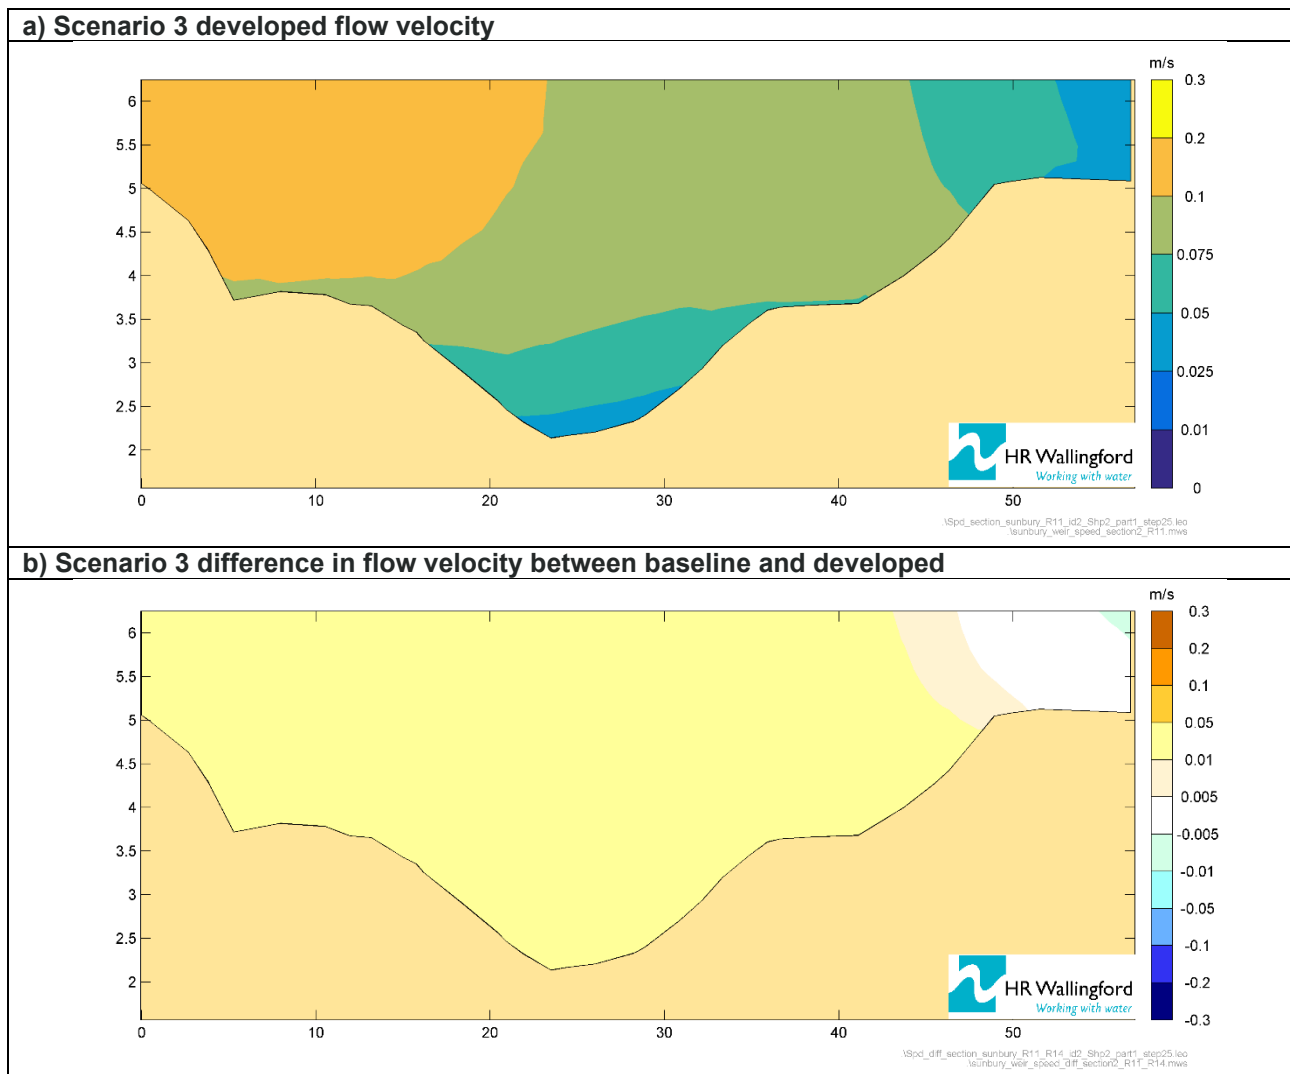 a) Scenario 3 developed flow velocity
m/s
0.3
6
0.2
5.5
5
0.1
4.5
0.075
4
3.5
0.05
3
0.025
2.5
HR Wallingford
0.01
2
Working with water
0
0 10 20 30 40 50
.\Spd_section_sunbury_R11_id2_Shp2_part1_step25.leo
.\sunbury_weir_speed_section2_R11.mws
b) Scenario 3 difference in flow velocity between baseline and developed
m/s
0.3
6
0.2
5.5
0.1
5
0.05
4.5
0.01
4
0.005
3.5
-0.005
3
-0.01
2.5
-0.05
-0.1
HR Wallingford
2
-0.2
Working with water
-0.3
0 10 20 30 40 50
.\Spd_diff_section_sunbury_R11_R14_id2_Shp2_part1_step25.leo
.\sunbury_weir_speed_diff_section2_R11_R14.mws